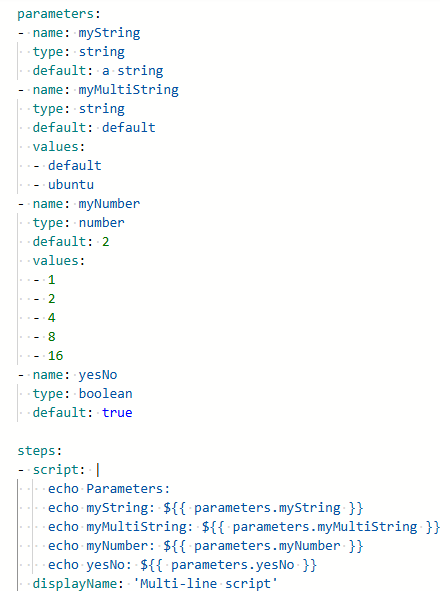 parameters:
- name: myString
  type: string
  default: a string
- name: myMultiString
  type: string
  default: default
  values:
  - default
  - ubuntu
- name: myNumber
  type: number
  default: 2
  values:
  - 1
  - 2
  - 4
  - 8
  - 16
- name: yesNo
  type: boolean
  default: true

steps:
- script: |
    echo Parameters:
    echo myString: ${{ parameters.myString }}
    echo myMultiString: ${{ parameters.myMultiString }}
    echo myNumber: ${{ parameters.myNumber }}
    echo yesNo: ${{ parameters.yesNo }}
  displayName: 'Multi-line script'